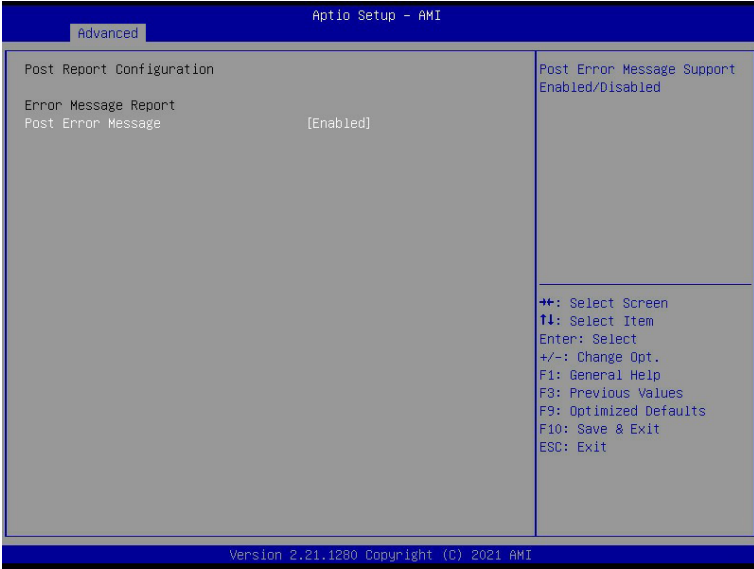 Aptio Setup – AMI
Advanced
Post Report Configuration
Error Message Report
Post Error Message [Enabled]
Post Error Message Support
Enabled/Disabled
→←: Select Screen
↑↓: Select Item
Enter: Select
+/-: Change Opt.
F1: General Help
F3: Previous Values
F9: Optimized Defaults
F10: Save & Exit
ESC: Exit
Version 2.21.1280 Copyright (C) 2021 AMI